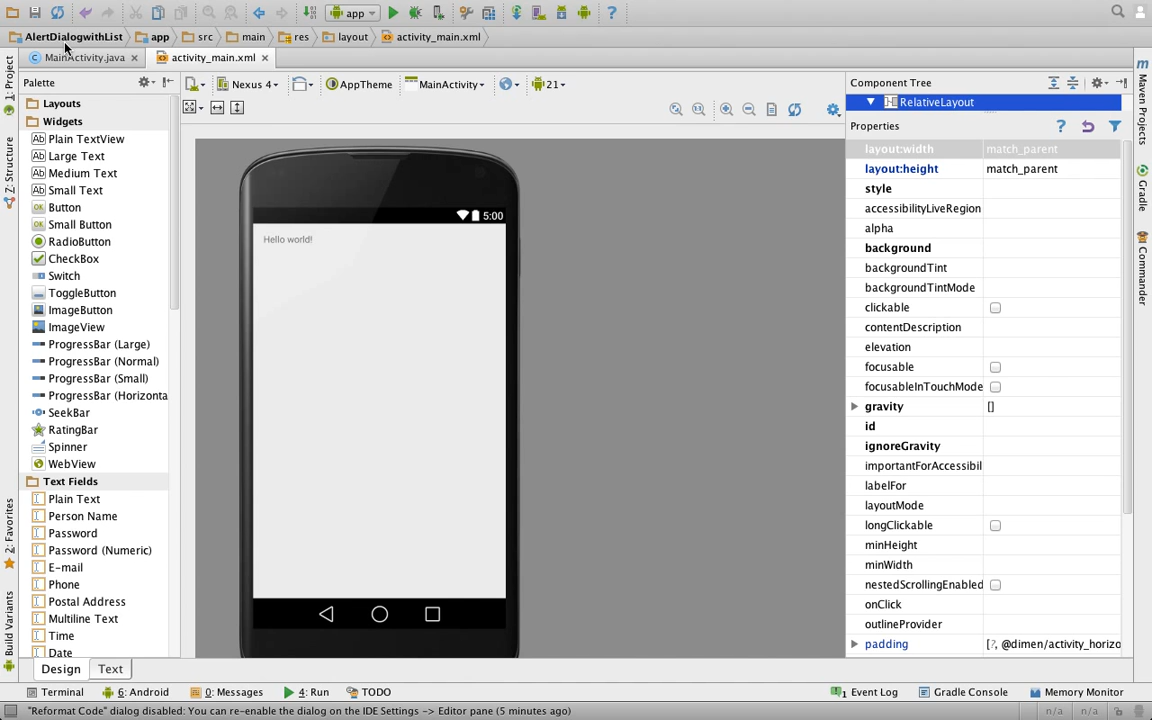 app
AlertDialogwithList app src main res layout activity_main.xml
MainActivity.java activity_main.xml
Palette Nexus 4 AppTheme MainActivity 21 Component Tree
Layouts RelativeLayout
Widgets Properties
Plain TextView layout:width match_parent
Large Text layout:height match_parent
Medium Text style
Small Text accessibilityLiveRegion
Button alpha
Small Button background
RadioButton backgroundTint
CheckBox backgroundTintMode
Switch clickable
ToggleButton contentDescription
ImageButton elevation
ImageView focusable
ProgressBar (Large) focusableInTouchMode
ProgressBar (Normal) gravity []
ProgressBar (Small) id
ProgressBar (Horizonta ignoreGravity
SeekBar importantForAccessibil
RatingBar labelFor
Spinner layoutMode
WebView longClickable
Text Fields minHeight
Plain Text minWidth
Person Name nestedScrollingEnabled
Password onClick
Password (Numeric) outlineProvider
E-mail padding [?, @dimen/activity_horizo
Phone
Postal Address
Multiline Text
Time
Date
5:00
Hello world!
1: Project
Z: Structure
2: Favorites
Build Variants
Maven Projects
Gradle
Commander
Design Text
Terminal 6: Android 0: Messages 4: Run TODO 1 Event Log Gradle Console Memory Monitor
"Reformat Code" dialog disabled: You can re-enable the dialog on the IDE Settings -> Editor pane (5 minutes ago) n/a n/a